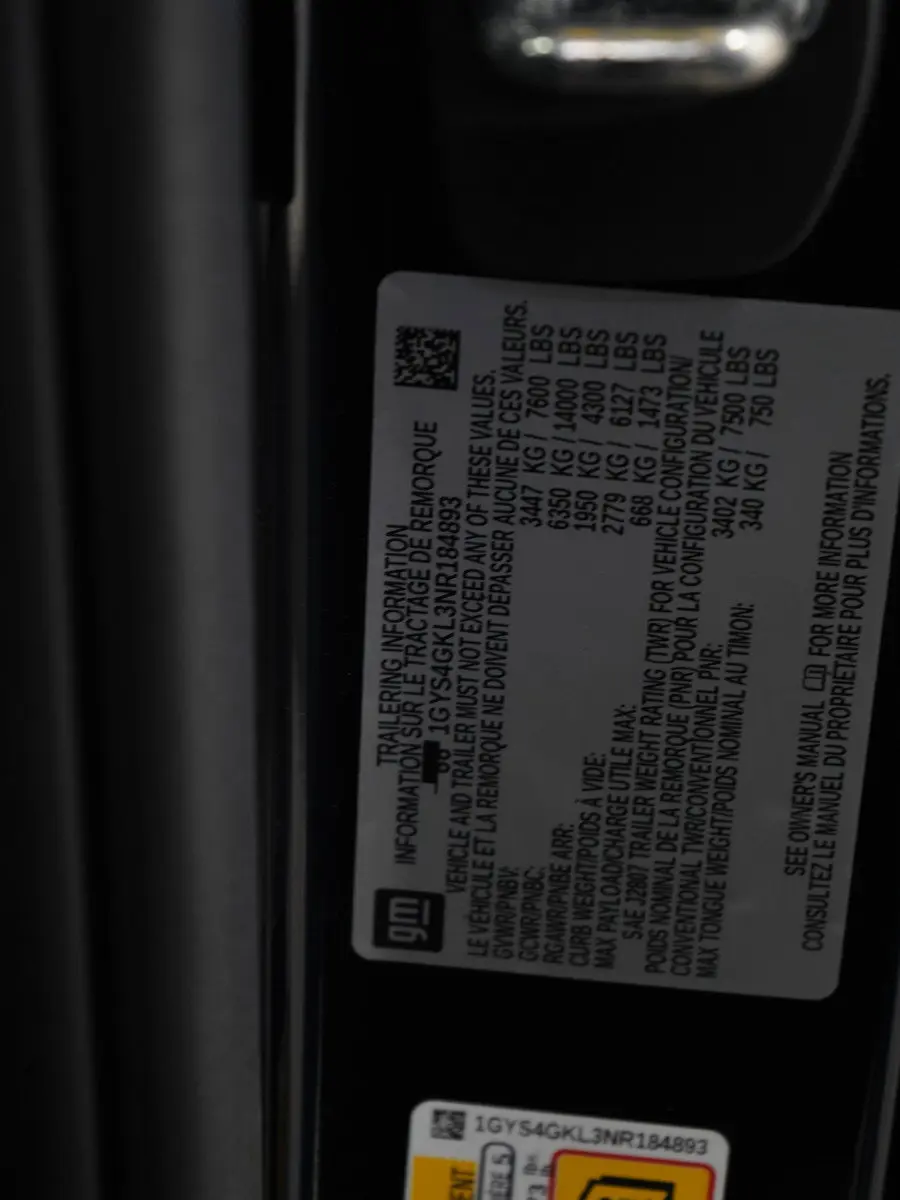 gm
TRAILERING INFORMATION
INFORMATION SUR LE TRACTAGE DE REMORQUE
1GYS4GKL3NR184893
VEHICLE AND TRAILER MUST NOT EXCEED ANY OF THESE VALUES.
LE VÉHICULE ET LA REMORQUE NE DOIVENT DEPASSER AUCUNE DE CES VALEURS.
GVWR/PNBV: 3447 KG / 7600 LBS
GCWR/PNBC: 6350 KG / 14000 LBS
RGAWR/PNBE ARR: 1950 KG / 4300 LBS
CURB WEIGHT/POIDS À VIDE: 2779 KG / 6127 LBS
MAX PAYLOAD/CHARGE UTILE MAX: 668 KG / 1473 LBS
SAE J2807 TRAILER WEIGHT RATING (TWR) FOR VEHICLE CONFIGURATION/
POIDS NOMINAL DE LA REMORQUE (PNR) POUR LA CONFIGURATION DU VEHICULE
CONVENTIONAL TWR/CONVENTIONNEL PNR: 3402 KG / 7500 LBS
MAX TONGUE WEIGHT/POIDS NOMINAL AU TIMON: 340 KG / 750 LBS
SEE OWNER'S MANUAL FOR MORE INFORMATION
CONSULTEZ LE MANUEL DU PROPRIÉTAIRE POUR PLUS D'INFORMATIONS.
1GYS4GKL3NR184893